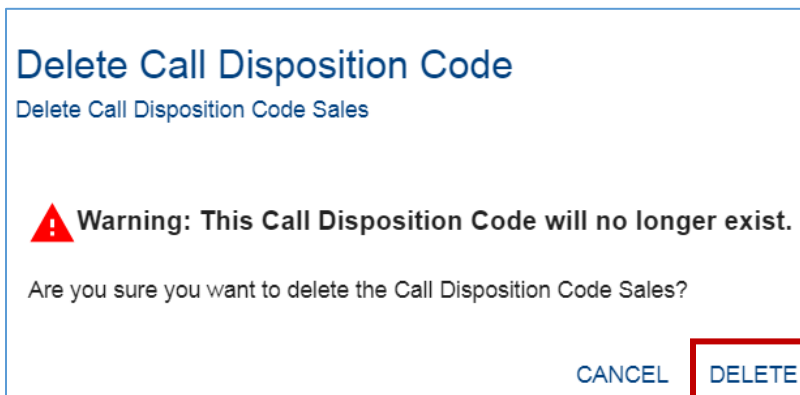 Delete Call Disposition Code
Delete Call Disposition Code Sales
Warning: This Call Disposition Code will no longer exist.
Are you sure you want to delete the Call Disposition Code Sales?
CANCEL DELETE